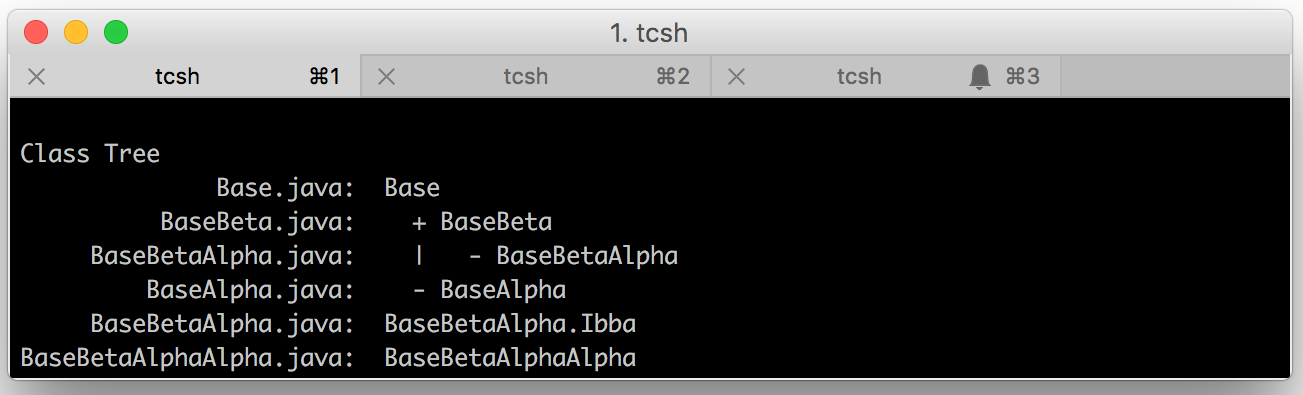 1. tcsh
tcsh ⌘1 tcsh ⌘2 tcsh ⌘3
Class Tree
              Base.java:  Base
          BaseBeta.java:    + BaseBeta
     BaseBetaAlpha.java:    |   - BaseBetaAlpha
         BaseAlpha.java:    - BaseAlpha
     BaseBetaAlpha.java:  BaseBetaAlpha.Ibba
BaseBetaAlphaAlpha.java:  BaseBetaAlphaAlpha